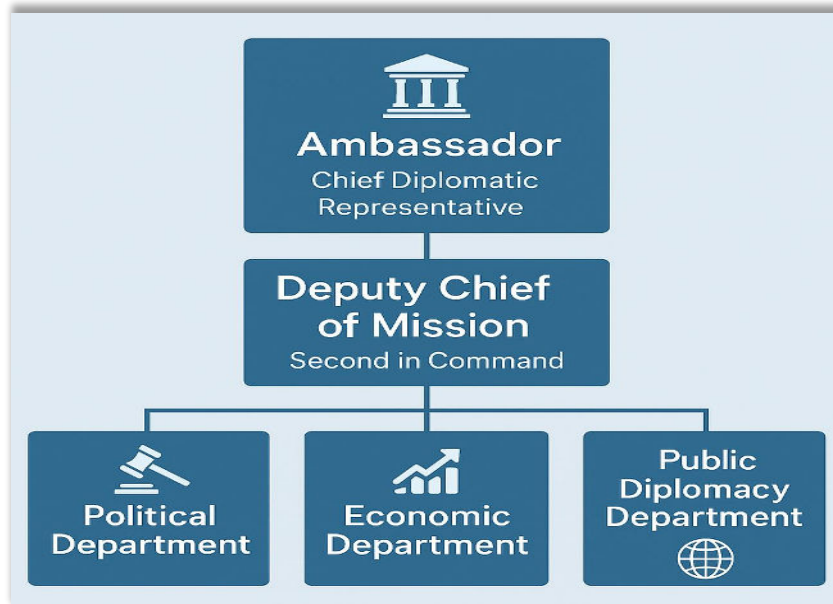 Ambassador
Chief Diplomatic
Representative
Deputy Chief
of Mission
Second in Command
Political
Department
Economic
Department
Public
Diplomacy
Department